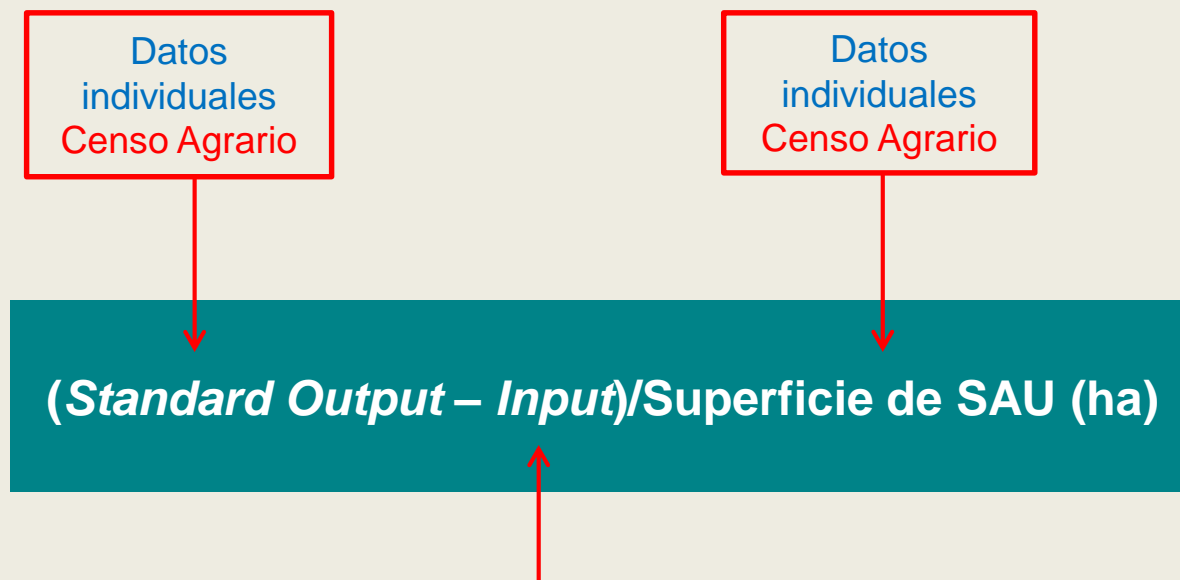 Datos
individuales
Censo Agrario
Datos
individuales
Censo Agrario
(Standard Output – Input)/Superficie de SAU (ha)